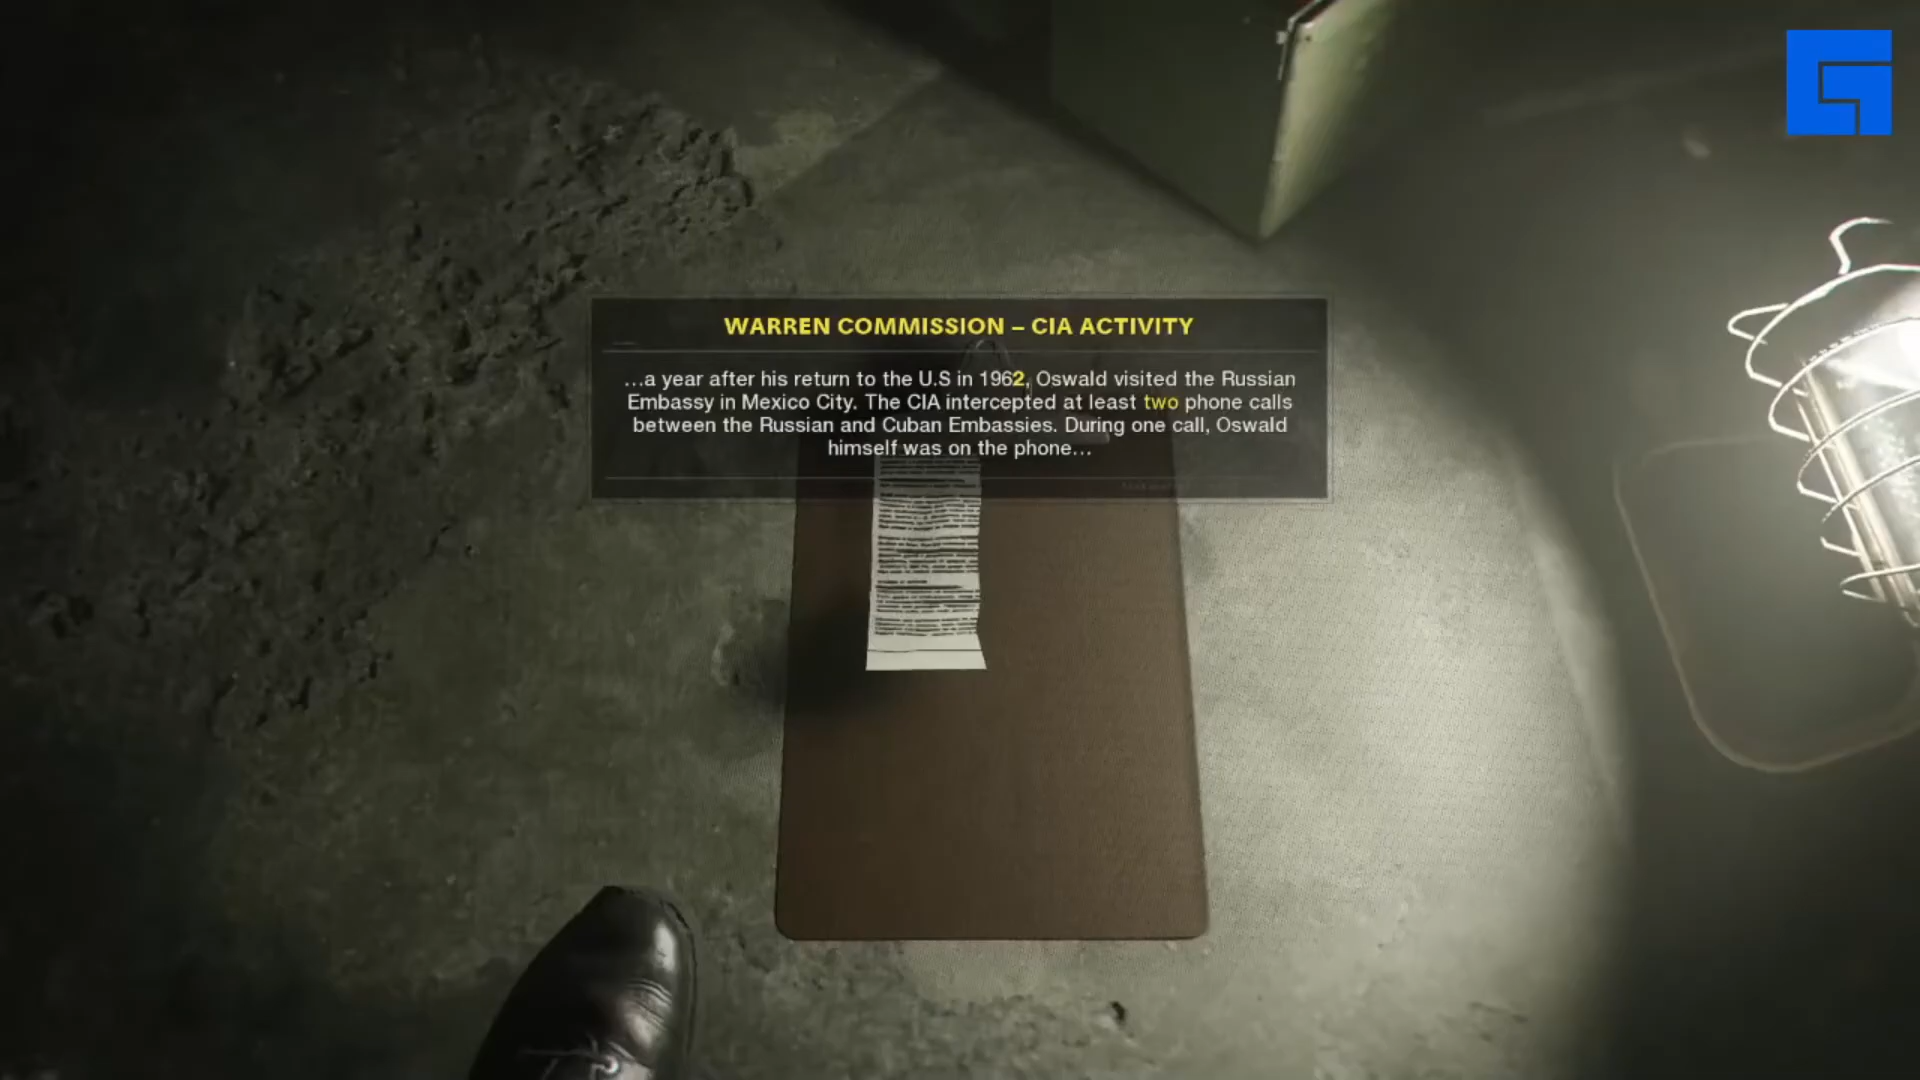 WARREN COMMISSION – CIA ACTIVITY
...a year after his return to the U.S in 1962, Oswald visited the Russian
Embassy in Mexico City. The CIA intercepted at least two phone calls
between the Russian and Cuban Embassies. During one call, Oswald
himself was on the phone...